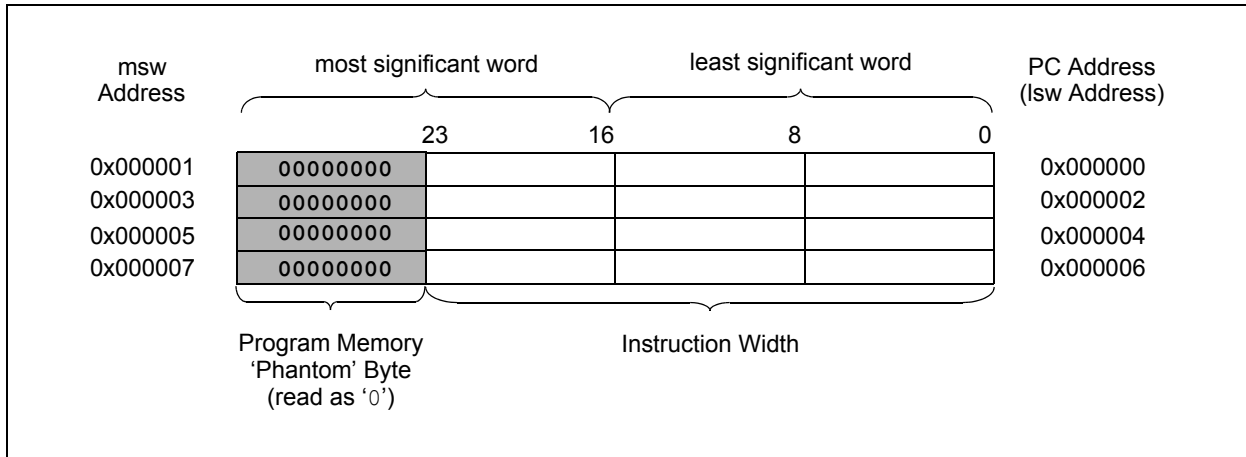 msw
Address
most significant word
least significant word
PC Address
(lsw Address)
23 16 8 0
0x000001 00000000 0x000000
0x000003 00000000 0x000002
0x000005 00000000 0x000004
0x000007 00000000 0x000006
Program Memory
‘Phantom’ Byte
(read as ‘0’)
Instruction Width